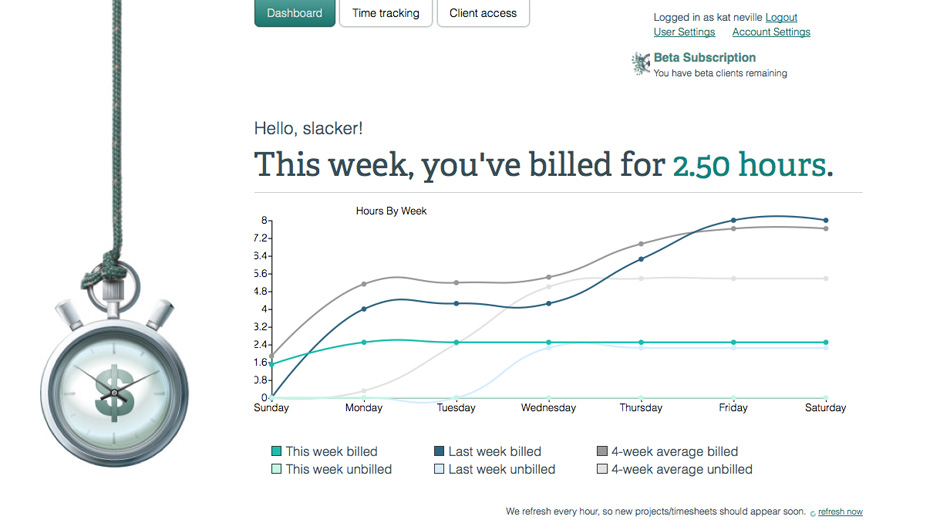 Dashboard Time tracking Client access
Logged in as kat neville Logout
User Settings Account Settings
Beta Subscription
You have beta clients remaining
Hello, slacker!
This week, you've billed for 2.50 hours.
Hours By Week
8
7.2
6.4
5.6
4.8
4
3.2
2.4
1.6
0.8
0
Sunday Monday Tuesday Wednesday Thursday Friday Saturday
$
This week billed Last week billed 4-week average billed
This week unbilled Last week unbilled 4-week average unbilled
We refresh every hour, so new projects/timesheets should appear soon. refresh now